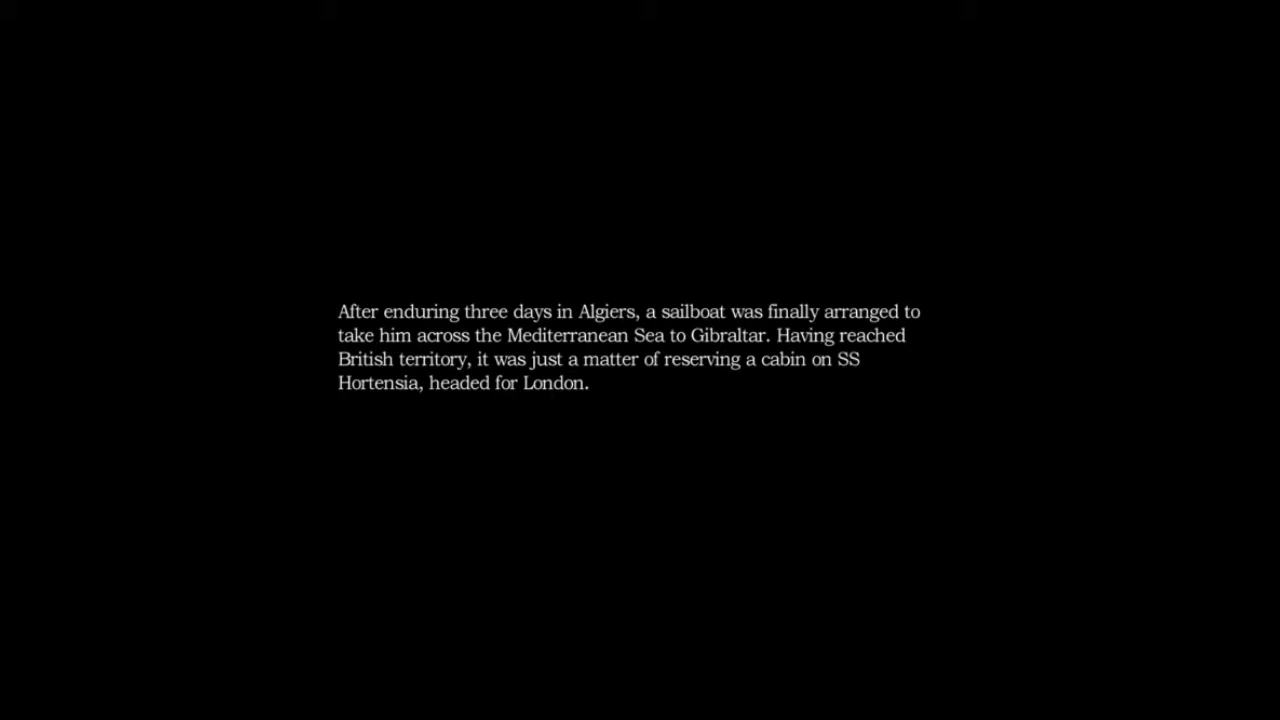 After enduring three days in Algiers, a sailboat was finally arranged to
take him across the Mediterranean Sea to Gibraltar. Having reached
British territory, it was just a matter of reserving a cabin on SS
Hortensia, headed for London.